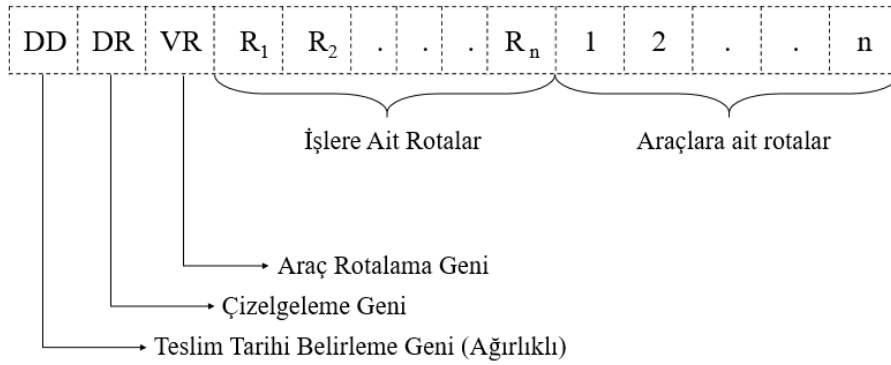 DD DR VR R1 R2 . . . Rn 1 2 . . n
İşlere Ait Rotalar Araçlara ait rotalar
Araç Rotalama Geni
Çizelgeleme Geni
Teslim Tarihi Belirleme Geni (Ağırlıklı)